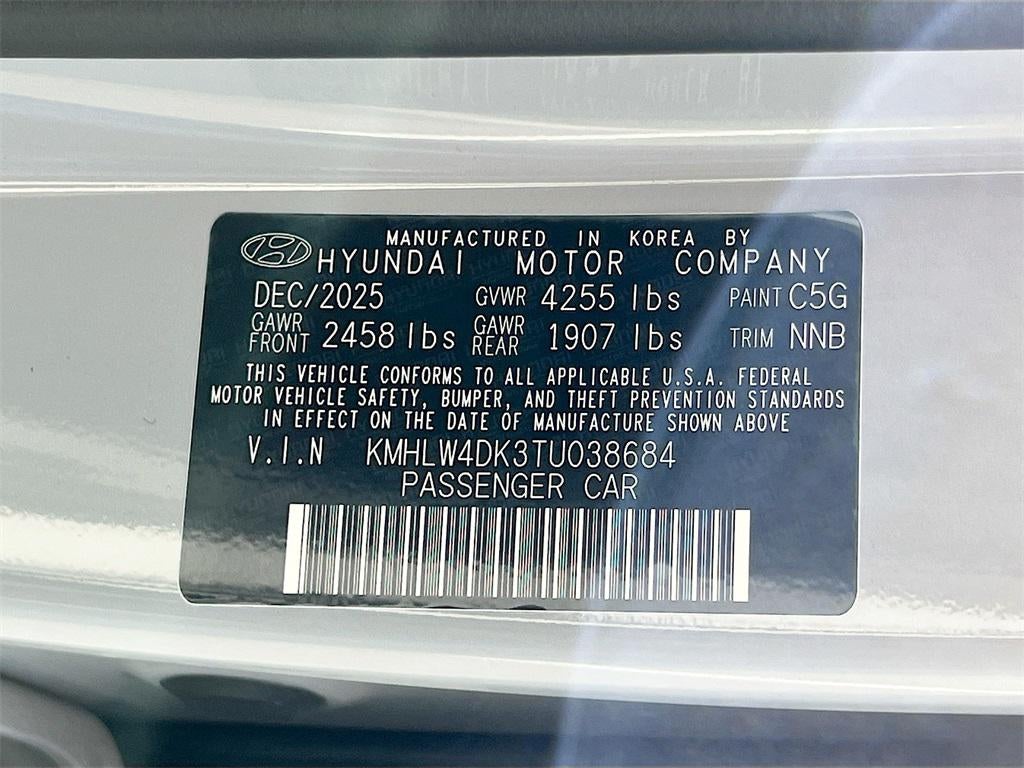 MANUFACTURED IN KOREA BY
HYUNDAI MOTOR COMPANY
DEC/2025 GVWR 4255 lbs PAINT C5G
GAWR FRONT 2458 lbs GAWR REAR 1907 lbs TRIM NNB
THIS VEHICLE CONFORMS TO ALL APPLICABLE U.S.A. FEDERAL
MOTOR VEHICLE SAFETY, BUMPER, AND THEFT PREVENTION STANDARDS
IN EFFECT ON THE DATE OF MANUFACTURE SHOWN ABOVE
V.I.N KMHLW4DK3TU038684
PASSENGER CAR